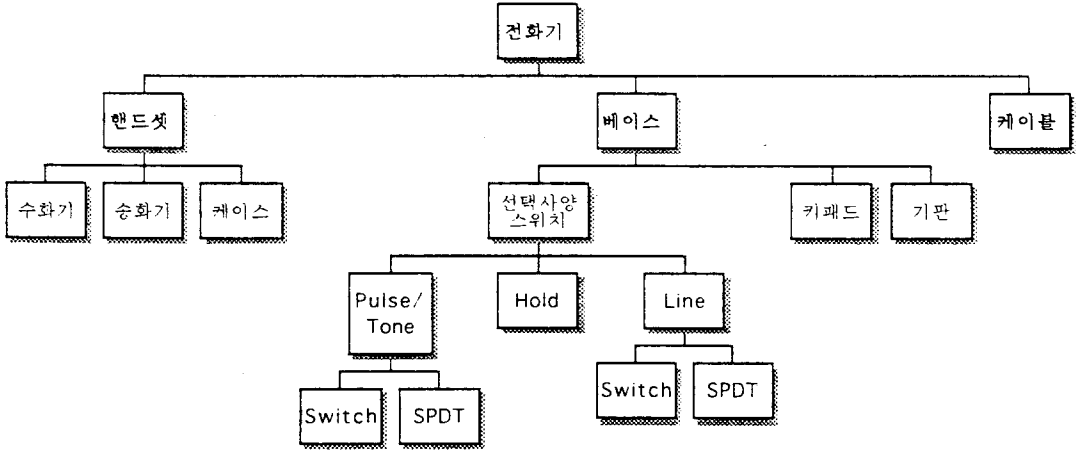 전화기
핸드셋
베이스
케이블
수화기
송화기
케이스
선택사양
스위치
키패드
기판
Pulse/
Tone
Hold
Line
Switch
SPDT
Switch
SPDT